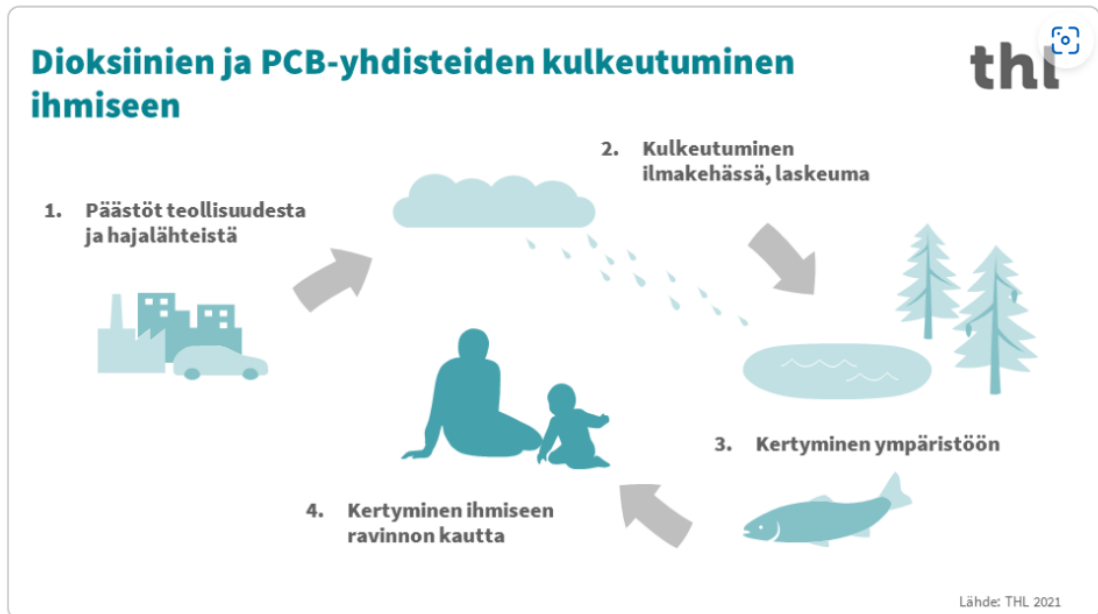 Dioksiinien ja PCB-yhdisteiden kulkeutuminen
ihmiseen
thl
1. Päästöt teollisuudesta
ja hajalähteistä
2. Kulkeutuminen
ilmakehässä, laskeuma
3. Kertyminen ympäristöön
4. Kertyminen ihmiseen
ravinnon kautta
Lähde: THL 2021